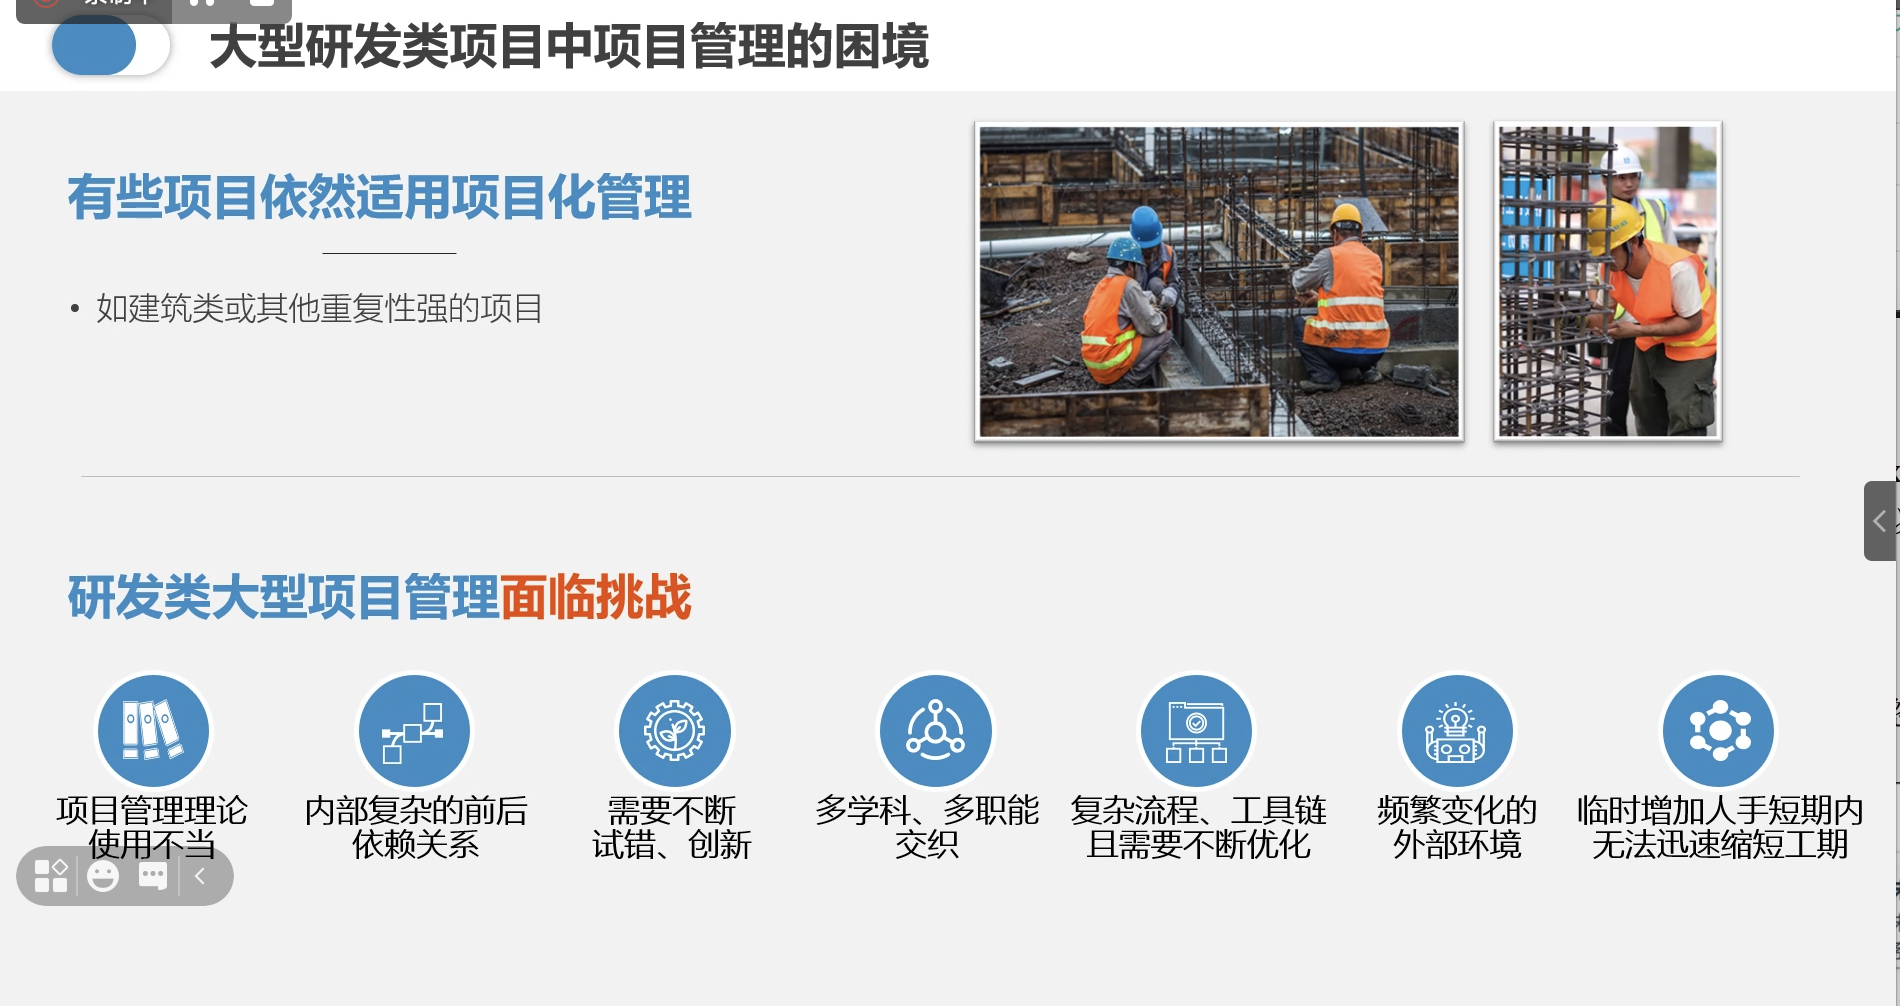 大型研发类项目中项目管理的困境
有些项目依然适用项目化管理
• 如建筑类或其他重复性强的项目
研发类大型项目管理面临挑战
项目管理理论
使用不当
内部复杂的前后
依赖关系
需要不断
试错、创新
多学科、多职能
交织
复杂流程、工具链
且需要不断优化
频繁变化的
外部环境
临时增加人手短期内
无法迅速缩短工期